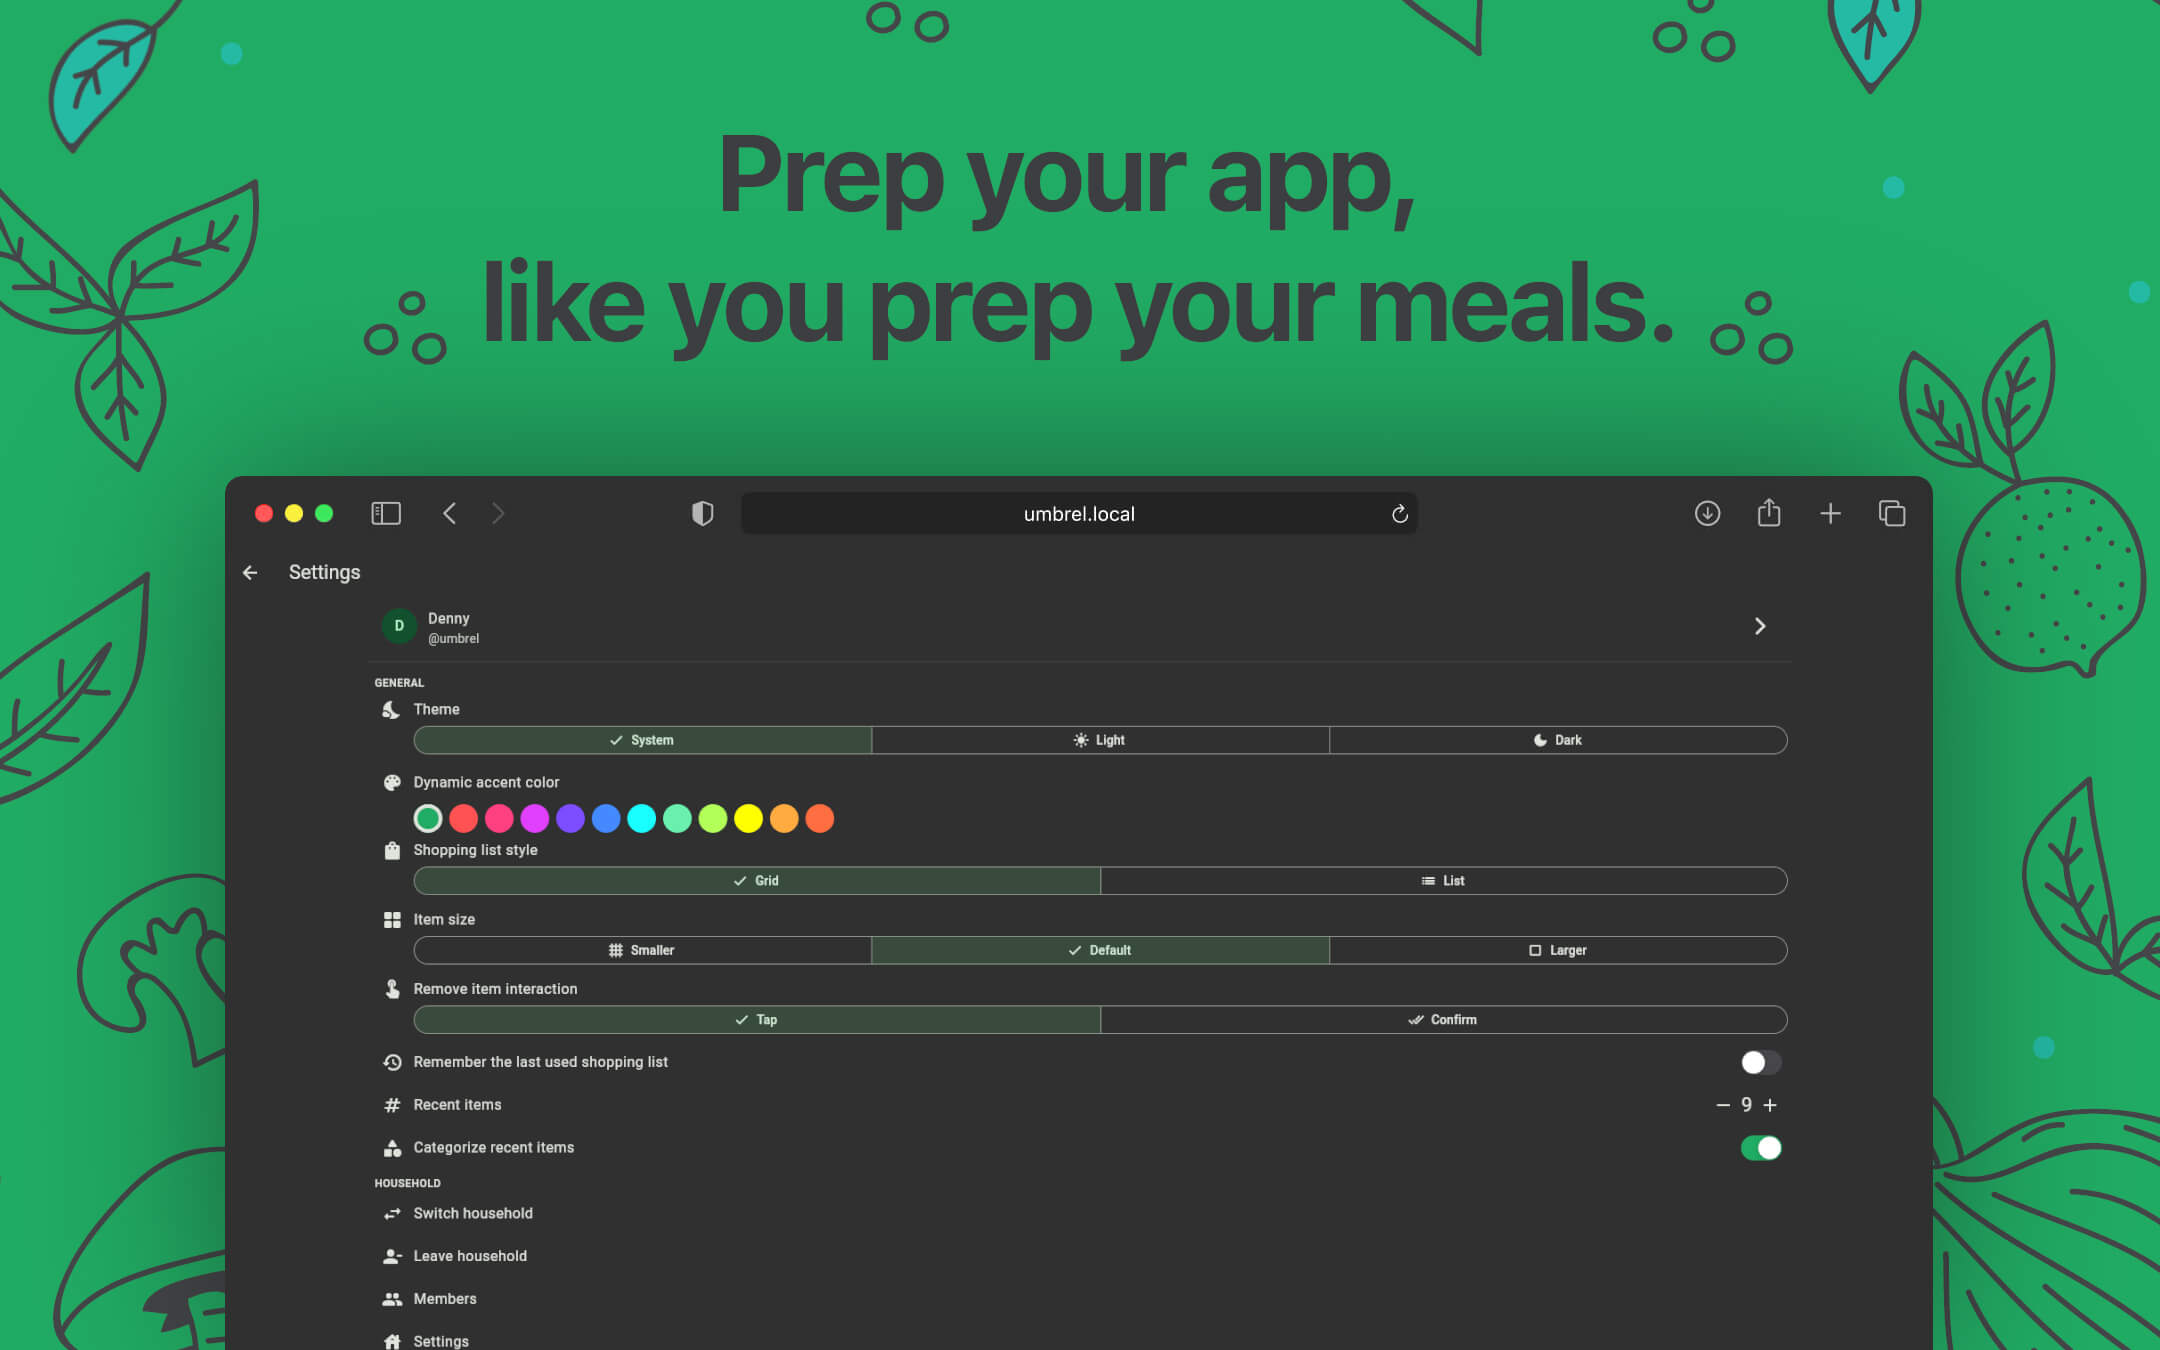 Prep your app,
like you prep your meals.
umbrel.local
Settings
D
Denny
@umbrel
GENERAL
Theme
System
Light
Dark
Dynamic accent color
Shopping list style
Grid
List
Item size
Smaller
Default
Larger
Remove item interaction
Tap
Confirm
Remember the last used shopping list
Recent items
9
Categorize recent items
HOUSEHOLD
Switch household
Leave household
Members
Settings